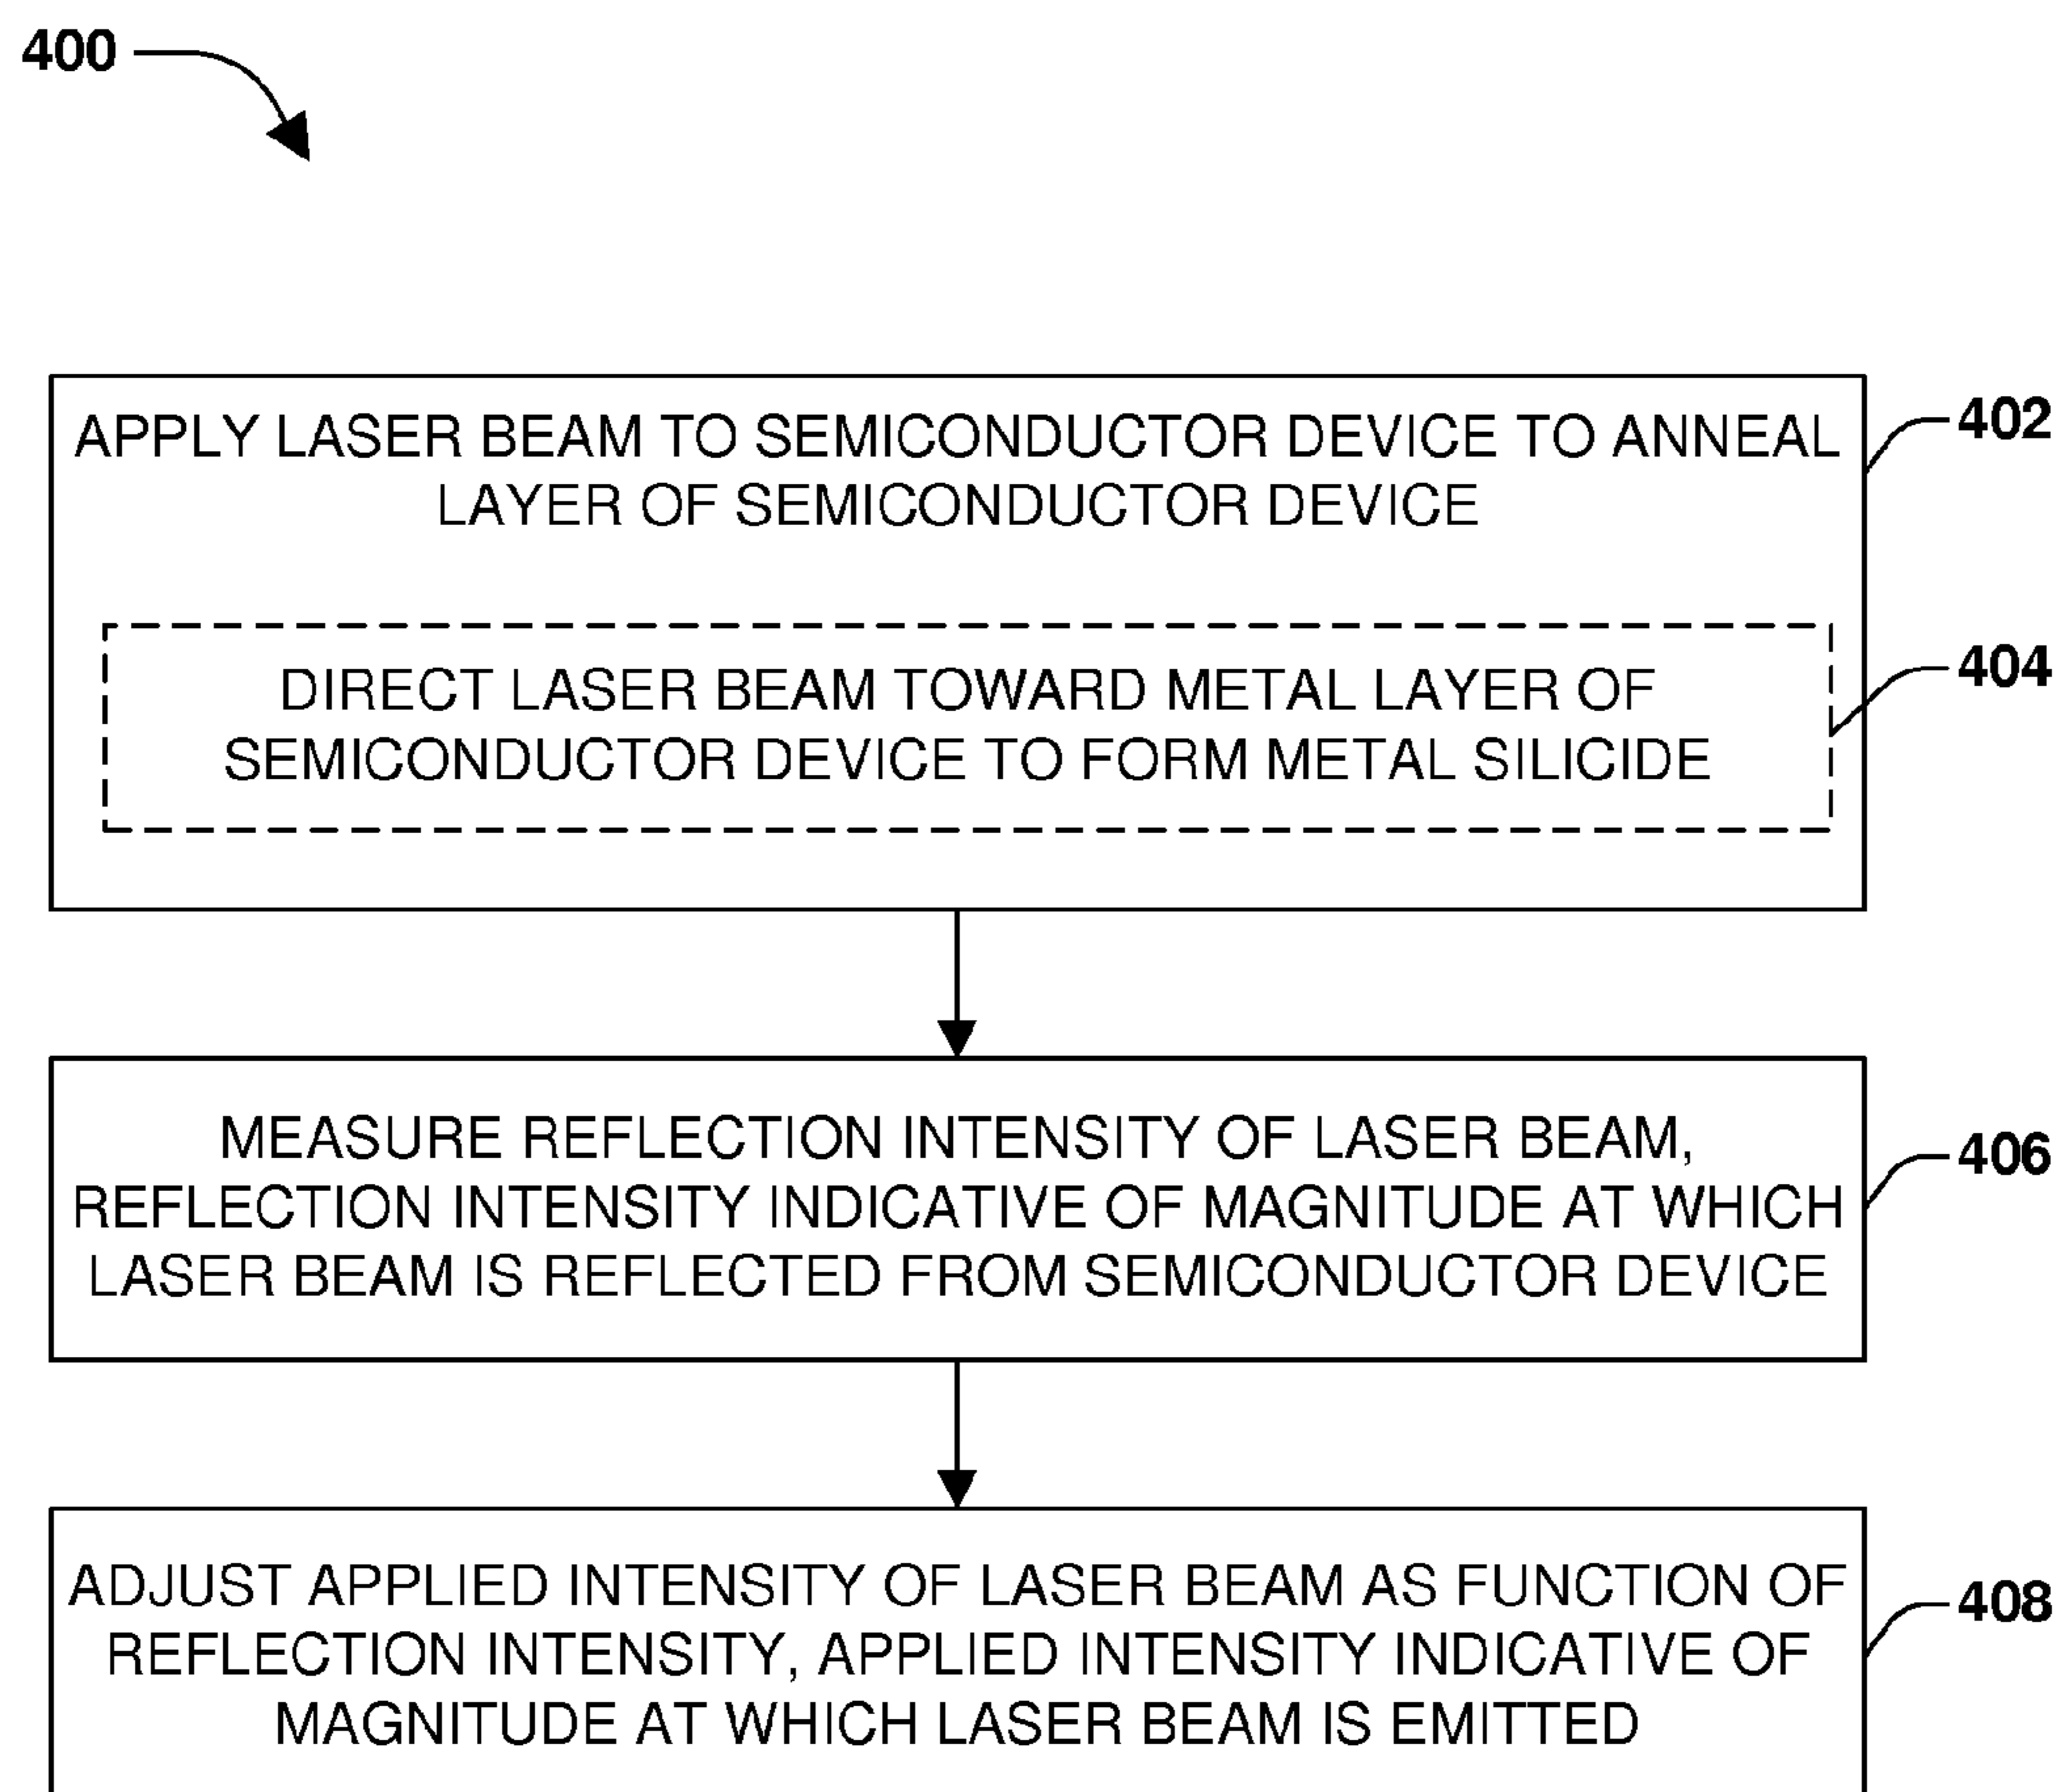 400
APPLY LASER BEAM TO SEMICONDUCTOR DEVICE TO ANNEAL
LAYER OF SEMICONDUCTOR DEVICE
402
DIRECT LASER BEAM TOWARD METAL LAYER OF
SEMICONDUCTOR DEVICE TO FORM METAL SILICIDE
404
MEASURE REFLECTION INTENSITY OF LASER BEAM,
REFLECTION INTENSITY INDICATIVE OF MAGNITUDE AT WHICH
LASER BEAM IS REFLECTED FROM SEMICONDUCTOR DEVICE
406
ADJUST APPLIED INTENSITY OF LASER BEAM AS FUNCTION OF
REFLECTION INTENSITY, APPLIED INTENSITY INDICATIVE OF
MAGNITUDE AT WHICH LASER BEAM IS EMITTED
408